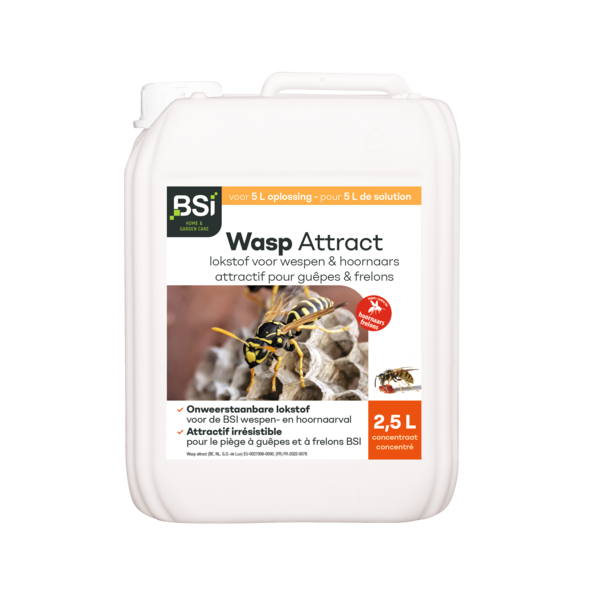 BSi
HOME &
GARDEN CARE
voor 5 L oplossing - pour 5 L de solution
Wasp Attract
lokstof voor wespen & hoornaars
attractif pour guêpes & frelons
hoornaars
frelons
Onweerstaanbare lokstof
voor de BSI wespen- en hoornaarval
Attractif irrésistible
pour le piège à guêpes et à frelons BSI
2,5 L
concentraat
concentré